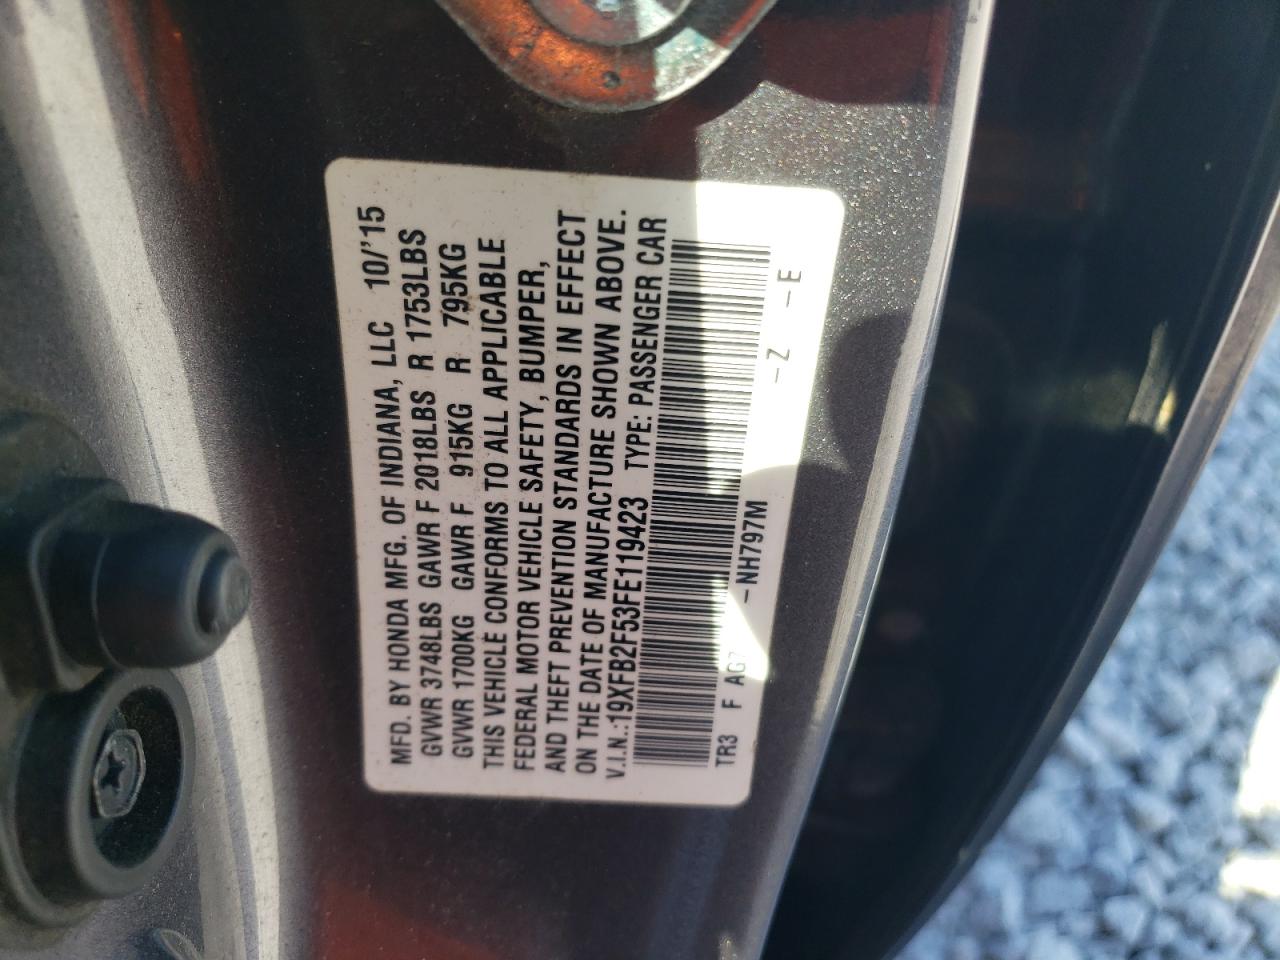 MFD. BY HONDA MFG. OF INDIANA, LLC 10/'15
GVWR 3748LBS GAWR F 2018LBS R 1753LBS
GVWR 1700KG GAWR F 915KG R 795KG
THIS VEHICLE CONFORMS TO ALL APPLICABLE
FEDERAL MOTOR VEHICLE SAFETY, BUMPER,
AND THEFT PREVENTION STANDARDS IN EFFECT
ON THE DATE OF MANUFACTURE SHOWN ABOVE.
V.I.N.:19XFB2F53FE119423 TYPE: PASSENGER CAR
TR3 F -NH797M -Z -E